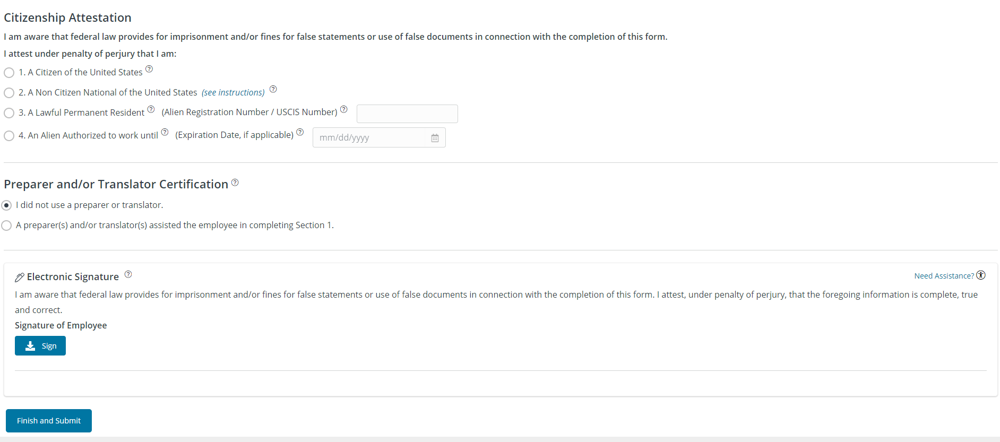 Citizenship Attestation
I am aware that federal law provides for imprisonment and/or fines for false statements or use of false documents in connection with the completion of this form.
I attest under penalty of perjury that I am:
1. A Citizen of the United States ?
2. A Non Citizen National of the United States (see instructions) ?
3. A Lawful Permanent Resident ? (Alien Registration Number / USCIS Number) ?
4. An Alien Authorized to work until ? (Expiration Date, if applicable) ? mm/dd/yyyy
Preparer and/or Translator Certification ?
I did not use a preparer or translator.
A preparer(s) and/or translator(s) assisted the employee in completing Section 1.
Electronic Signature ?
Need Assistance?
I am aware that federal law provides for imprisonment and/or fines for false statements or use of false documents in connection with the completion of this form. I attest, under penalty of perjury, that the foregoing information is complete, true
and correct.
Signature of Employee
Sign
Finish and Submit